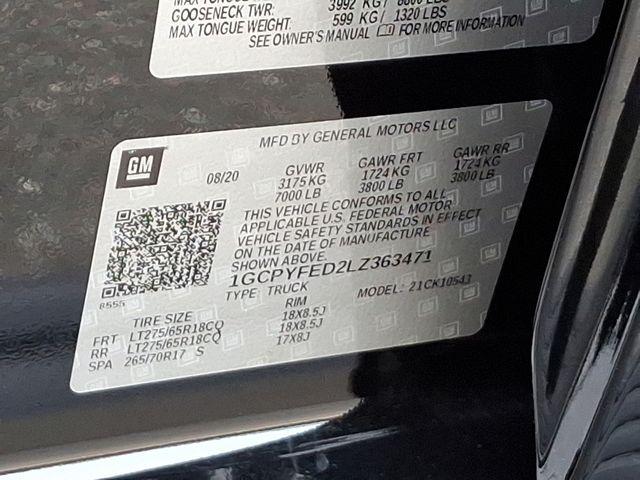 3992 KG/
GOOSENECK TWR: 599 KG/ 1320 LBS
MAX TONGUE WEIGHT:
SEE OWNER'S MANUAL FOR MORE INFORMATION
GM
MFD BY GENERAL MOTORS LLC
08/20 GVWR GAWR FRT GAWR RR
3175 KG 1724 KG 1724 KG
7000 LB 3800 LB 3800 LB
THIS VEHICLE CONFORMS TO ALL
APPLICABLE U.S. FEDERAL MOTOR
VEHICLE SAFETY STANDARDS IN EFFECT
ON THE DATE OF MANUFACTURE
SHOWN ABOVE.
1GCPYFED2LZ363471
8555
TYPE: TRUCK MODEL: 21CK10543
TIRE SIZE RIM
FRT LT275/65R18CQ 18X8.5J
RR LT275/65R18CQ 18X8.5J
SPA 265/70R17 S 17X8J